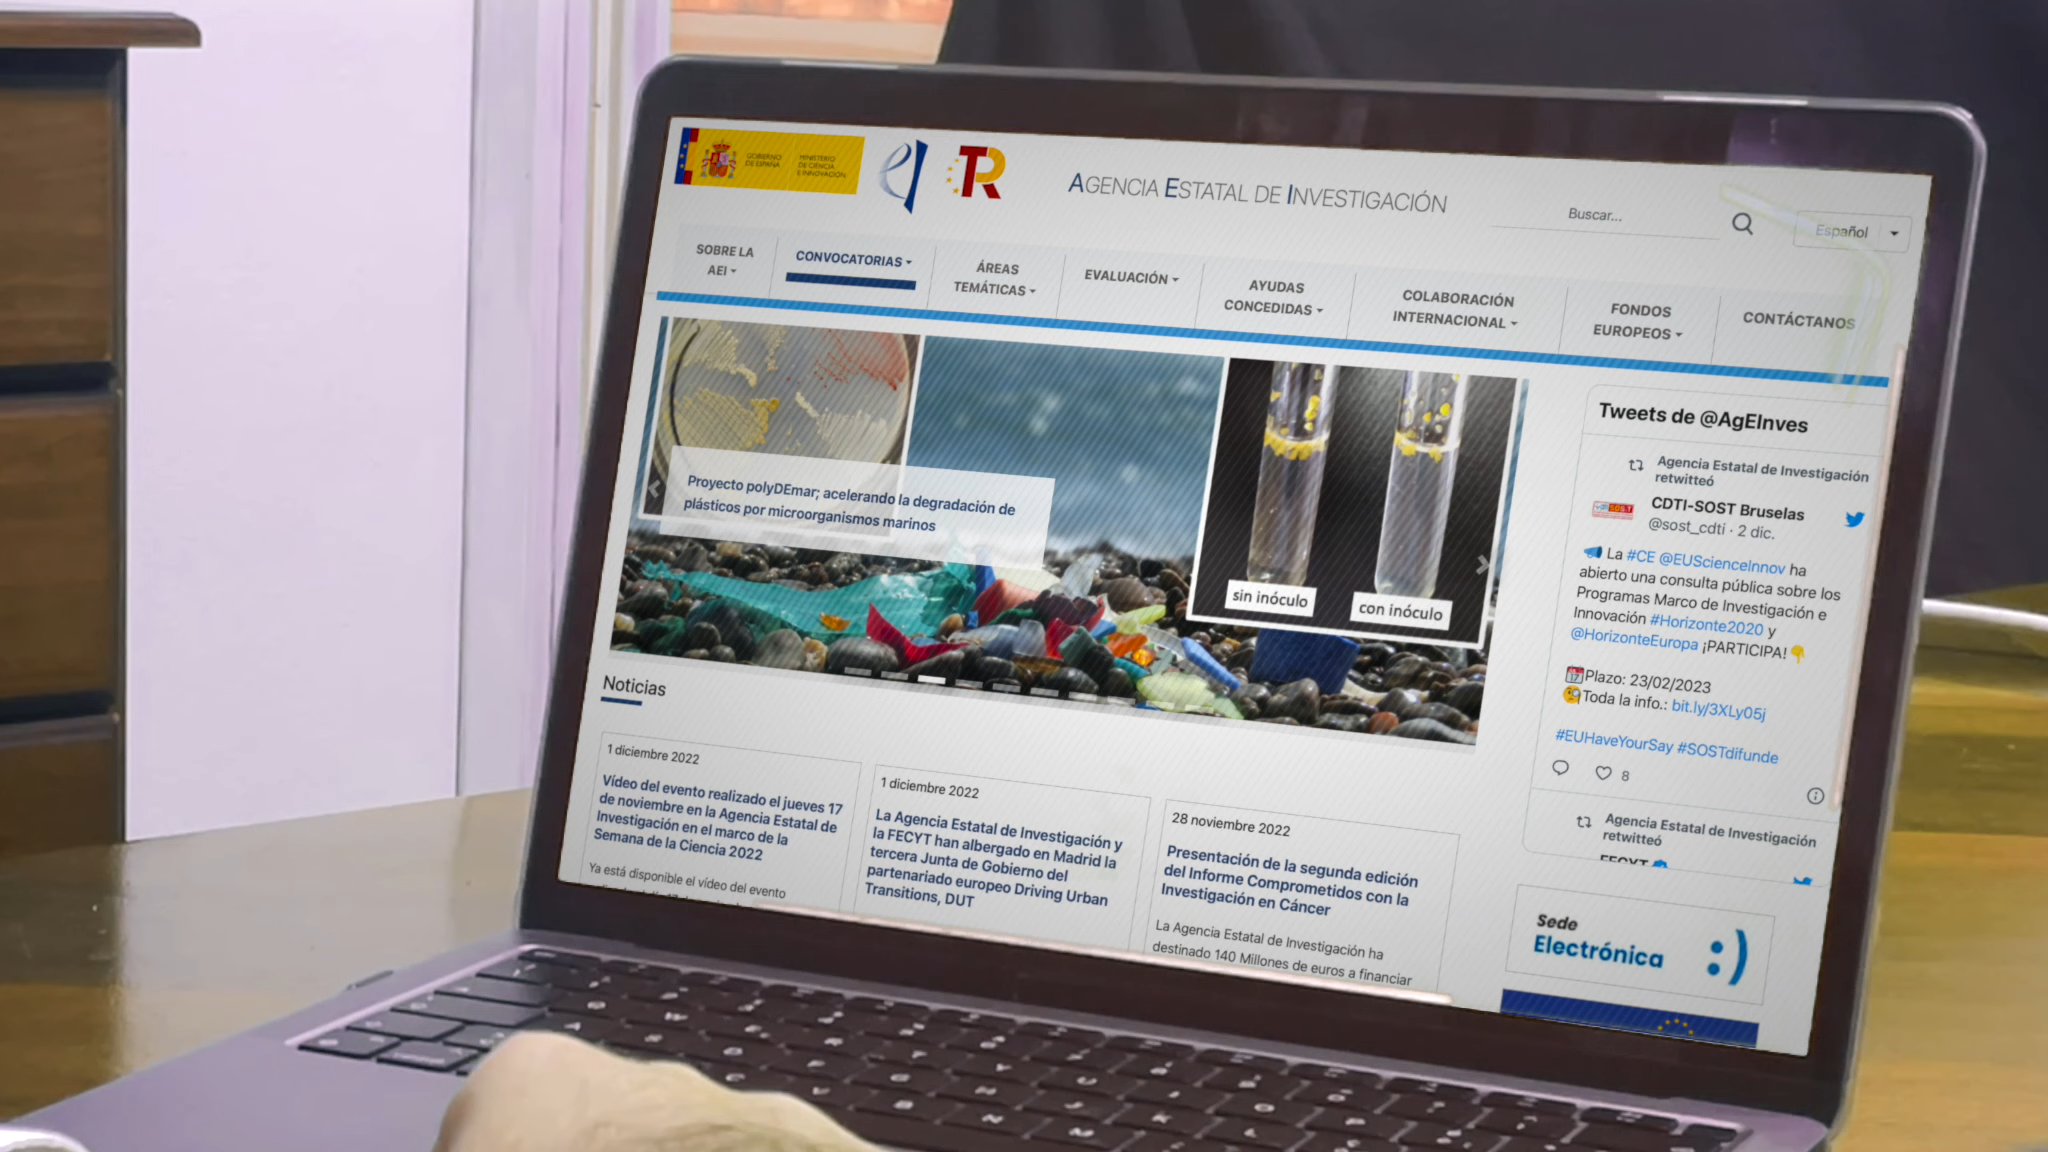 GOBIERNO
DE ESPAÑA
MINISTERIO
DE CIENCIA
E INNOVACIÓN
AGENCIA ESTATAL DE INVESTIGACIÓN
Buscar...
Español
SOBRE LA
AEI
CONVOCATORIAS
ÁREAS
TEMÁTICAS
EVALUACIÓN
AYUDAS
CONCEDIDAS
COLABORACIÓN
INTERNACIONAL
FONDOS
EUROPEOS
CONTÁCTANOS
Proyecto polyDEmar; acelerando la degradación de
plásticos por microorganismos marinos
sin inóculo
con inóculo
Noticias
1 diciembre 2022
Vídeo del evento realizado el jueves 17
de noviembre en la Agencia Estatal de
Investigación en el marco de la
Semana de la Ciencia 2022
Ya está disponible el vídeo del evento
1 diciembre 2022
La Agencia Estatal de Investigación y
la FECYT han albergado en Madrid la
tercera Junta de Gobierno del
partenariado europeo Driving Urban
Transitions, DUT
28 noviembre 2022
Presentación de la segunda edición
del Informe Comprometidos con la
Investigación en Cáncer
La Agencia Estatal de Investigación ha
destinado 140 Millones de euros a financiar
Tweets de @AgEInves
Agencia Estatal de Investigación
retwitteó
CDTI-SOST Bruselas
@sost_cdti · 2 dic.
📣 La #CE @EUScienceInnov ha
abierto una consulta pública sobre los
Programas Marco de Investigación e
Innovación #Horizonte2020 y
@HorizonteEuropa ¡PARTICIPA!👇
📅Plazo: 23/02/2023
🧐Toda la info.: bit.ly/3XLy05j
#EUHaveYourSay #SOSTdifunde
8
Agencia Estatal de Investigación
retwitteó
FECYT
Sede
Electrónica